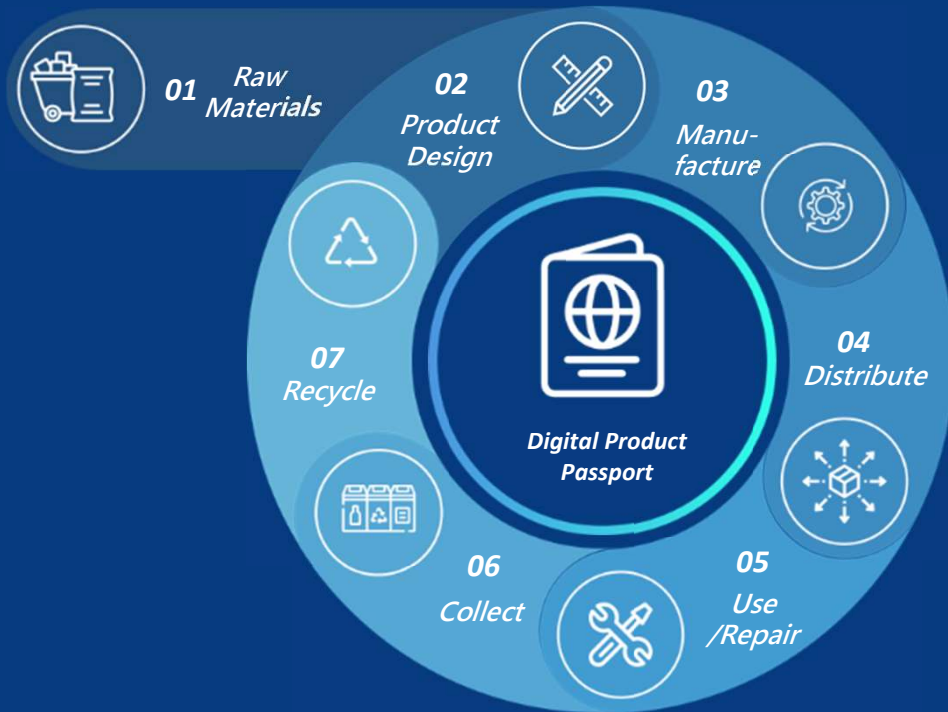 01
Raw
Materials
02
Product
Design
03
Manu-
facture
04
Distribute
05
Use
/Repair
06
Collect
07
Recycle
Digital Product
Passport